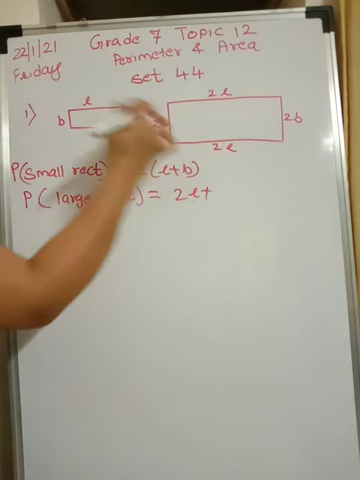 22/1/21
Friday
Grade 7 TOPIC 12
Perimeter & Area
set 44
1)
l
b
2l
2b
2l
P(small rect) (l+b)
P(large ) = 2l+